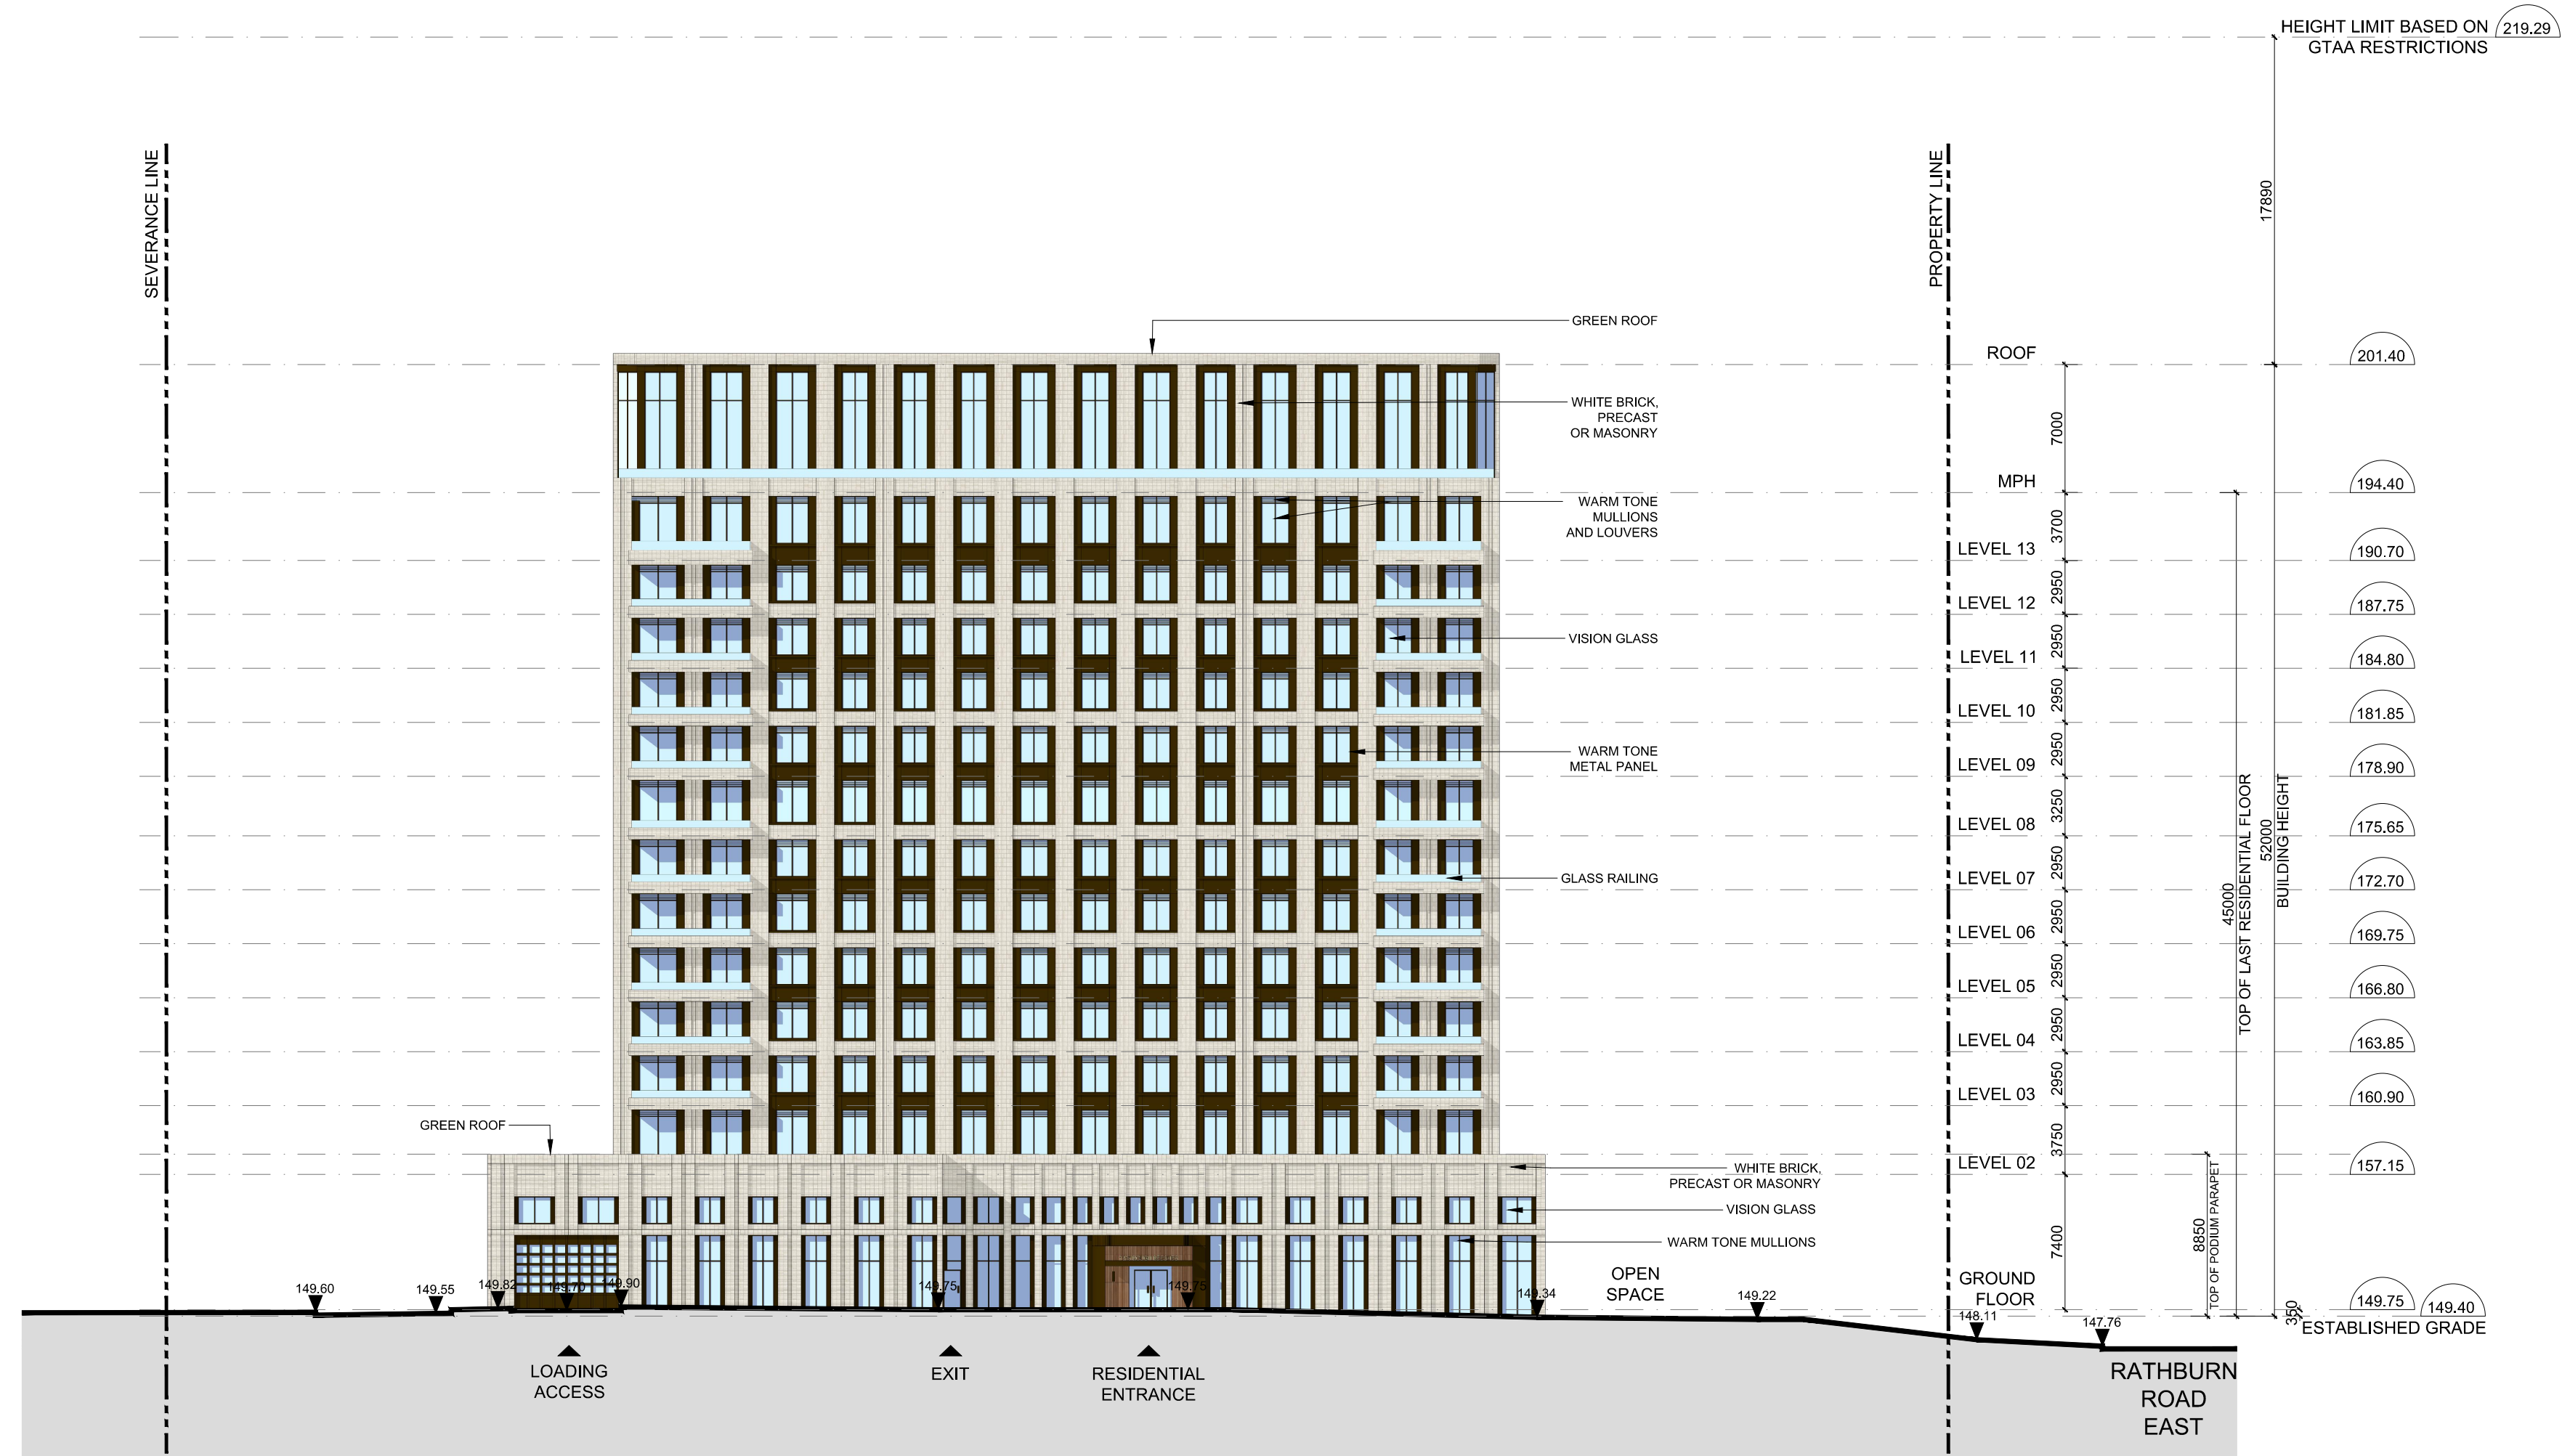 HEIGHT LIMIT BASED ON
GTAA RESTRICTIONS
219.29
SEVERANCE LINE
PROPERTY LINE
17890
GREEN ROOF
ROOF
201.40
WHITE BRICK,
PRECAST
OR MASONRY
7000
MPH
194.40
WARM TONE
MULLIONS
AND LOUVERS
3700
LEVEL 13
190.70
2950
LEVEL 12
187.75
VISION GLASS
2950
LEVEL 11
184.80
2950
LEVEL 10
181.85
WARM TONE
METAL PANEL
2950
LEVEL 09
178.90
3250
LEVEL 08
175.65
45000
TOP OF LAST RESIDENTIAL FLOOR
52000
BUILDING HEIGHT
GLASS RAILING
2950
LEVEL 07
172.70
2950
LEVEL 06
169.75
2950
LEVEL 05
166.80
2950
LEVEL 04
163.85
2950
LEVEL 03
160.90
GREEN ROOF
3750
LEVEL 02
157.15
WHITE BRICK,
PRECAST OR MASONRY
VISION GLASS
WARM TONE MULLIONS
7400
8850
TOP OF PODIUM PARAPET
OPEN
SPACE
GROUND
FLOOR
149.75
149.40
350
ESTABLISHED GRADE
149.60
149.55
149.82
149.70
149.90
149.75
149.75
149.34
149.22
148.11
147.76
LOADING
ACCESS
EXIT
RESIDENTIAL
ENTRANCE
RATHBURN
ROAD
EAST